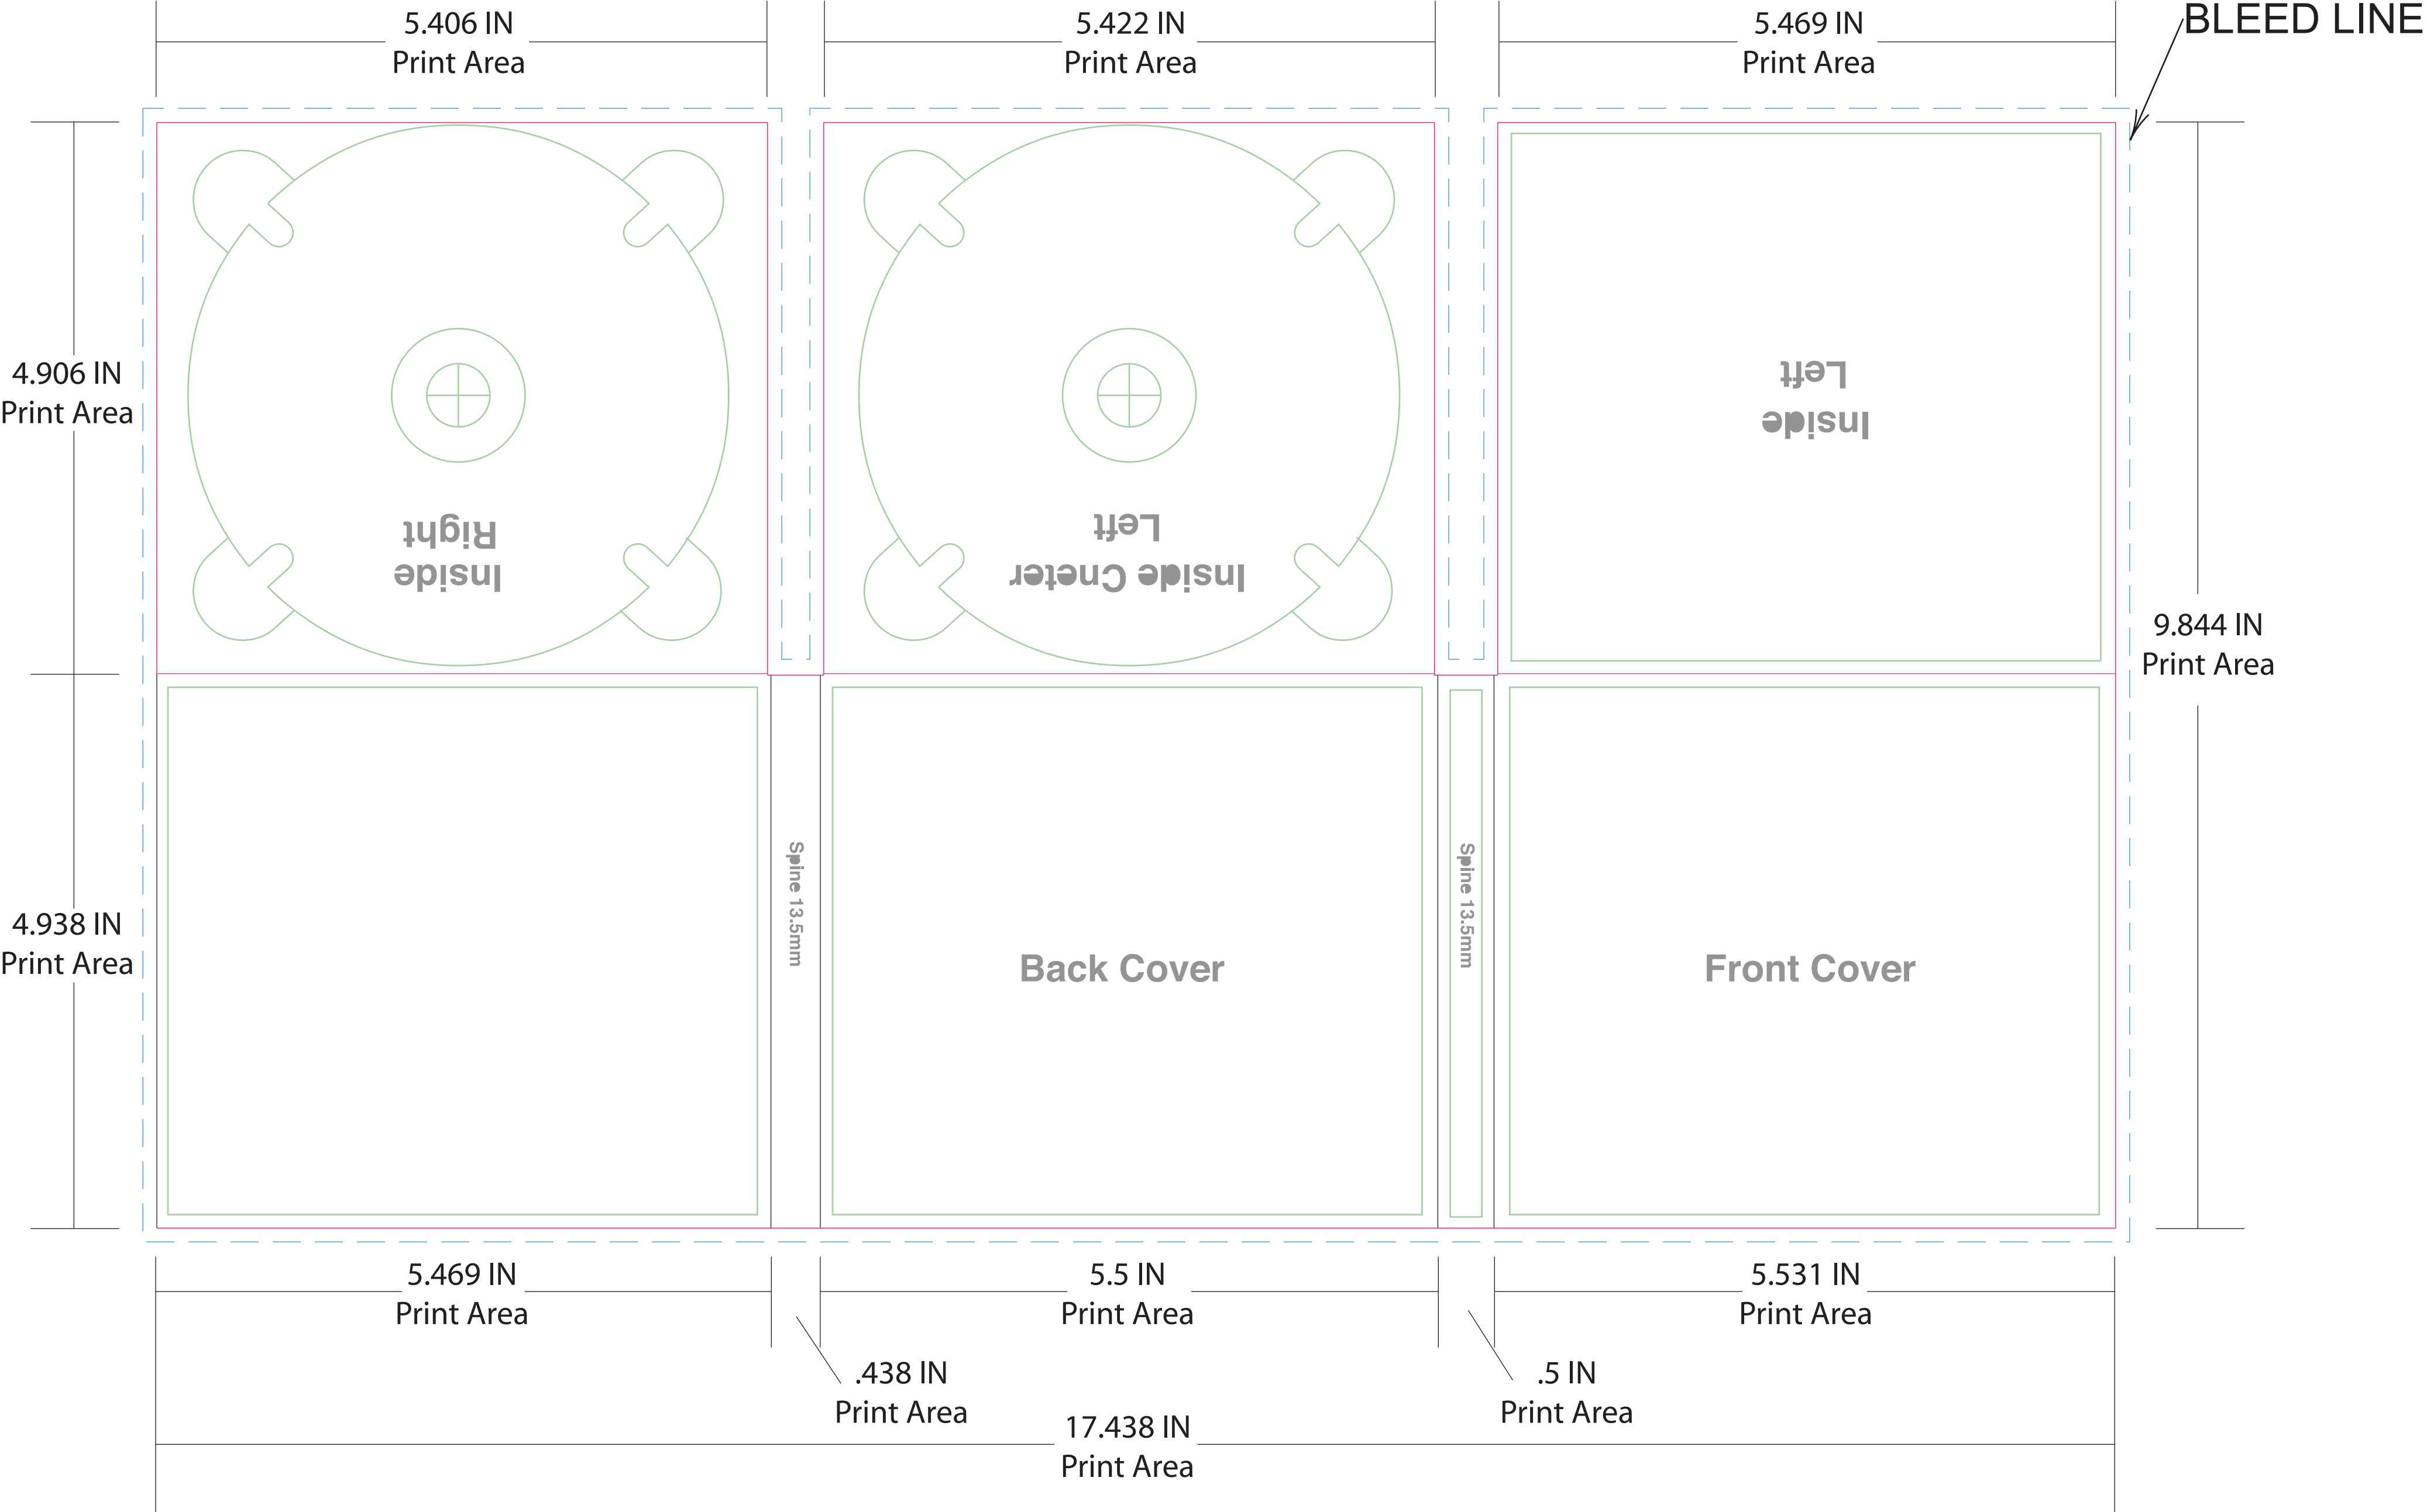 5.406 IN
Print Area
5.422 IN
Print Area
5.469 IN
Print Area
BLEED LINE
4.906 IN
Print Area
Inside
Right
Inside Cneter
Left
Inside
Left
9.844 IN
Print Area
4.938 IN
Print Area
Spine 13.5mm
Back Cover
Spine 13.5mm
Front Cover
5.469 IN
Print Area
5.5 IN
Print Area
5.531 IN
Print Area
.438 IN
Print Area
.5 IN
Print Area
17.438 IN
Print Area